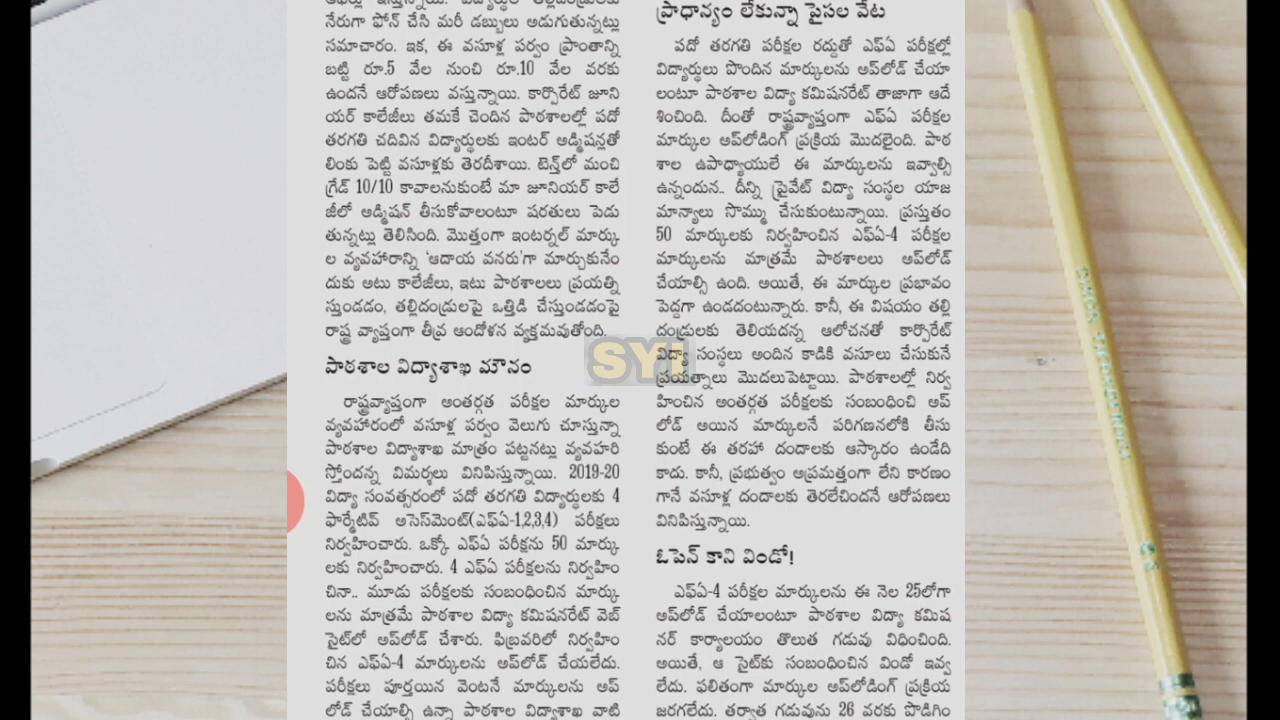 నేరుగా ఫోన్ చేసి మరీ డబ్బులు అడుగుతున్నట్లు
సమాచారం. ఇక, ఈ వసూళ్ల పర్వం ప్రాంతాన్ని
బట్టి రూ.5 వేల నుంచి రూ.10 వేల వరకు
ఉందనే ఆరోపణలు వస్తున్నాయి. కార్పొరేట్ జూని
యర్ కాలేజీలు తమకే చెందిన పాఠశాలల్లో పదో
తరగతి చదివిన విద్యార్థులకు ఇంటర్ అడ్మిషన్లతో
లింకు పెట్టి వసూళ్లకు తెరదీశాయి. టెన్త్‌లో మంచి
గ్రేడ్ 10/10 కావాలనుకుంటే మా జూనియర్ కాలే
జీలో అడ్మిషన్ తీసుకోవాలంటూ షరతులు పెడు
తున్నట్లు తెలిసింది. మొత్తంగా ఇంటర్నల్ మార్కు
ల వ్యవహారాన్ని ‘ఆదాయ వనరు’గా మార్చుకునేం
దుకు అటు కాలేజీలు, ఇటు పాఠశాలలు ప్రయత్ని
స్తుండడం, తల్లిదండ్రులపై ఒత్తిడి చేస్తుండడంపై
రాష్ట్ర వ్యాప్తంగా తీవ్ర ఆందోళన వ్యక్తమవుతోంది.
పాఠశాల విద్యాశాఖ మౌనం
రాష్ట్రవ్యాప్తంగా అంతర్గత పరీక్షల మార్కుల
వ్యవహారంలో వసూళ్ల పర్వం వెలుగు చూస్తున్నా
పాఠశాల విద్యాశాఖ మాత్రం పట్టనట్లు వ్యవహరి
స్తోందన్న విమర్శలు వినిపిస్తున్నాయి. 2019-20
విద్యా సంవత్సరంలో పదో తరగతి విద్యార్థులకు 4
ఫార్మేటివ్ అసెస్‌మెంట్(ఎఫ్ఏ-1,2,3,4) పరీక్షలు
నిర్వహించారు. ఒక్కో ఎఫ్ఏ పరీక్షను 50 మార్కు
లకు నిర్వహించారు. 4 ఎఫ్ఏ పరీక్షలను నిర్వహిం
చినా.. మూడు పరీక్షలకు సంబంధించిన మార్కు
లను మాత్రమే పాఠశాల విద్యా కమిషనరేట్ వెబ్
సైట్‌లో అప్‌లోడ్ చేశారు. ఫిబ్రవరిలో నిర్వహిం
చిన ఎఫ్ఏ-4 మార్కులను అప్‌లోడ్ చేయలేదు.
పరీక్షలు పూర్తయిన వెంటనే మార్కులను అప్
లోడ్ చేయాల్సి ఉన్నా పాఠశాల విద్యాశాఖ వాటి
ప్రాధాన్యం లేకున్నా పైసల వేట
పదో తరగతి పరీక్షల రద్దుతో ఎఫ్ఏ పరీక్షల్లో
విద్యార్థులు పొందిన మార్కులను అప్‌లోడ్ చేయా
లంటూ పాఠశాల విద్యా కమిషనరేట్ తాజాగా ఆదే
శించింది. దీంతో రాష్ట్రవ్యాప్తంగా ఎఫ్ఏ పరీక్షల
మార్కుల అప్‌లోడింగ్ ప్రక్రియ మొదలైంది. పాఠ
శాల ఉపాధ్యాయులే ఈ మార్కులను ఇవ్వాల్సి
ఉన్నందున.. దీన్ని ప్రైవేట్ విద్యా సంస్థల యాజ
మాన్యాలు సొమ్ము చేసుకుంటున్నాయి. ప్రస్తుతం
50 మార్కులకు నిర్వహించిన ఎఫ్ఏ-4 పరీక్షల
మార్కులను మాత్రమే పాఠశాలలు అప్‌లోడ్
చేయాల్సి ఉంది. అయితే, ఈ మార్కుల ప్రభావం
పెద్దగా ఉండదంటున్నారు. కానీ, ఈ విషయం తల్లి
దండ్రులకు తెలియదన్న ఆలోచనతో కార్పొరేట్
విద్యా సంస్థలు అందిన కాడికి వసూలు చేసుకునే
ప్రయత్నాలు మొదలుపెట్టాయి. పాఠశాలల్లో నిర్వ
హించిన అంతర్గత పరీక్షలకు సంబంధించి అప్
లోడ్ అయిన మార్కులనే పరిగణనలోకి తీసు
కుంటే ఈ తరహా దందాలకు ఆస్కారం ఉండేది
కాదు. కానీ, ప్రభుత్వం అప్రమత్తంగా లేని కారణం
గానే వసూళ్ల దందాలకు తెరలేచిందనే ఆరోపణలు
వినిపిస్తున్నాయి.
ఓపెన్ కాని విండో!
ఎఫ్ఏ-4 పరీక్షల మార్కులను ఈ నెల 25లోగా
అప్‌లోడ్ చేయాలంటూ పాఠశాల విద్యా కమిష
నర్ కార్యాలయం తొలుత గడువు విధించింది.
అయితే, ఆ సైట్‌కు సంబంధించిన విండో ఇవ్వ
లేదు. ఫలితంగా మార్కుల అప్‌లోడింగ్ ప్రక్రియ
జరగలేదు. తర్వాత గడువును 26 వరకు పొడిగిం
SYi